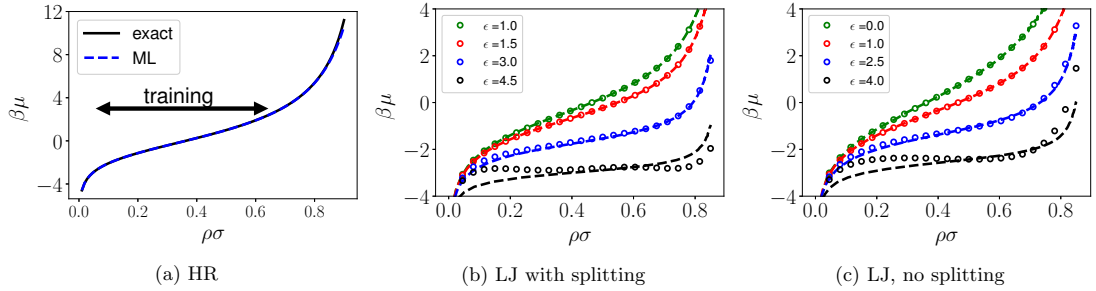 12
8
4
0
−4
βμ
exact
ML
training
0.0 0.2 0.4 0.6 0.8
ρσ
(a) HR
4
2
0
−2
−4
βμ
ϵ =1.0
ϵ =1.5
ϵ =3.0
ϵ =4.5
0.0 0.2 0.4 0.6 0.8
ρσ
(b) LJ with splitting
4
2
0
−2
−4
βμ
ϵ =0.0
ϵ =1.0
ϵ =2.5
ϵ =4.0
0.0 0.2 0.4 0.6 0.8
ρσ
(c) LJ, no splitting